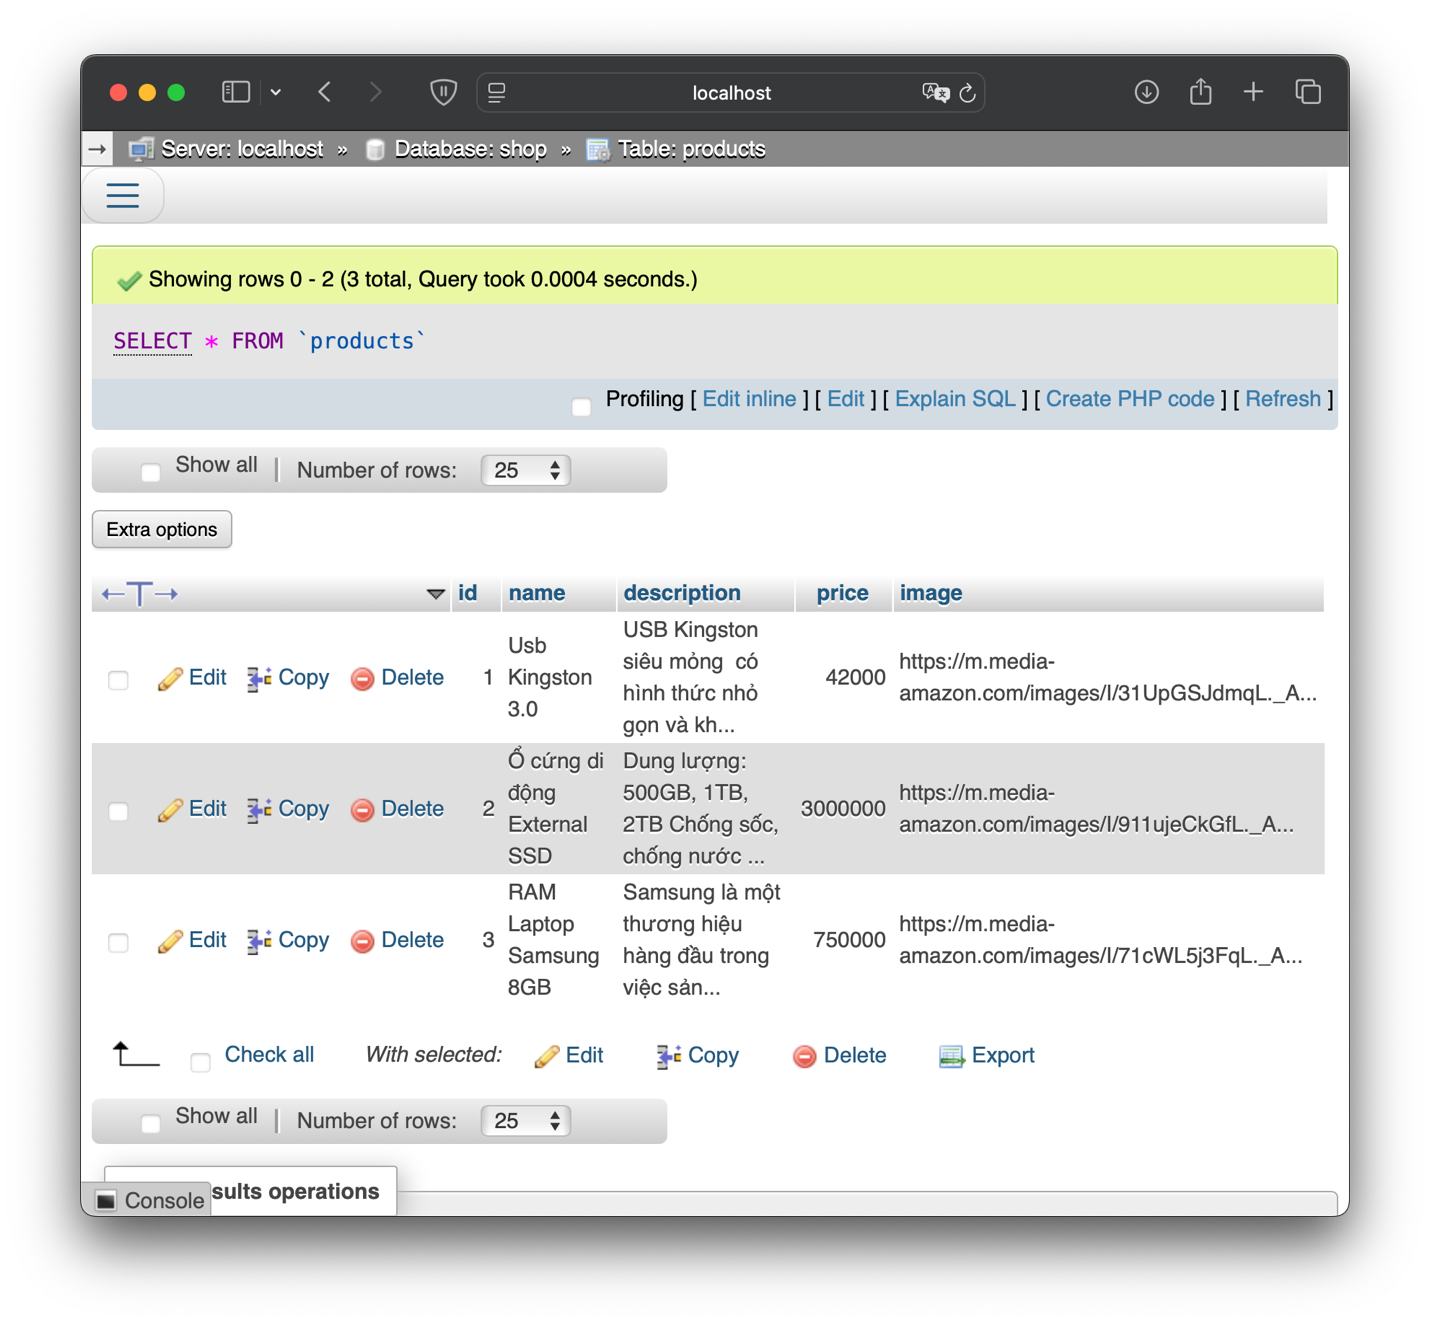 localhost
Server: localhost » Database: shop » Table: products
Showing rows 0 - 2 (3 total, Query took 0.0004 seconds.)
SELECT * FROM `products`
Profiling [ Edit inline ] [ Edit ] [ Explain SQL ] [ Create PHP code ] [ Refresh ]
Show all | Number of rows: 25
Extra options
id name description price image
Edit Copy Delete 1 Usb Kingston 3.0 USB Kingston siêu mỏng  có hình thức nhỏ gọn và kh... 42000 https://m.media-amazon.com/images/I/31UpGSJdmqL._A...
Edit Copy Delete 2 Ổ cứng di động External SSD Dung lượng: 500GB, 1TB, 2TB Chống sốc, chống nước ... 3000000 https://m.media-amazon.com/images/I/911ujeCkGfL._A...
Edit Copy Delete 3 RAM Laptop Samsung 8GB Samsung là một thương hiệu hàng đầu trong việc sản... 750000 https://m.media-amazon.com/images/I/71cWL5j3FqL._A...
Check all With selected: Edit Copy Delete Export
Show all | Number of rows: 25
sults operations
Console